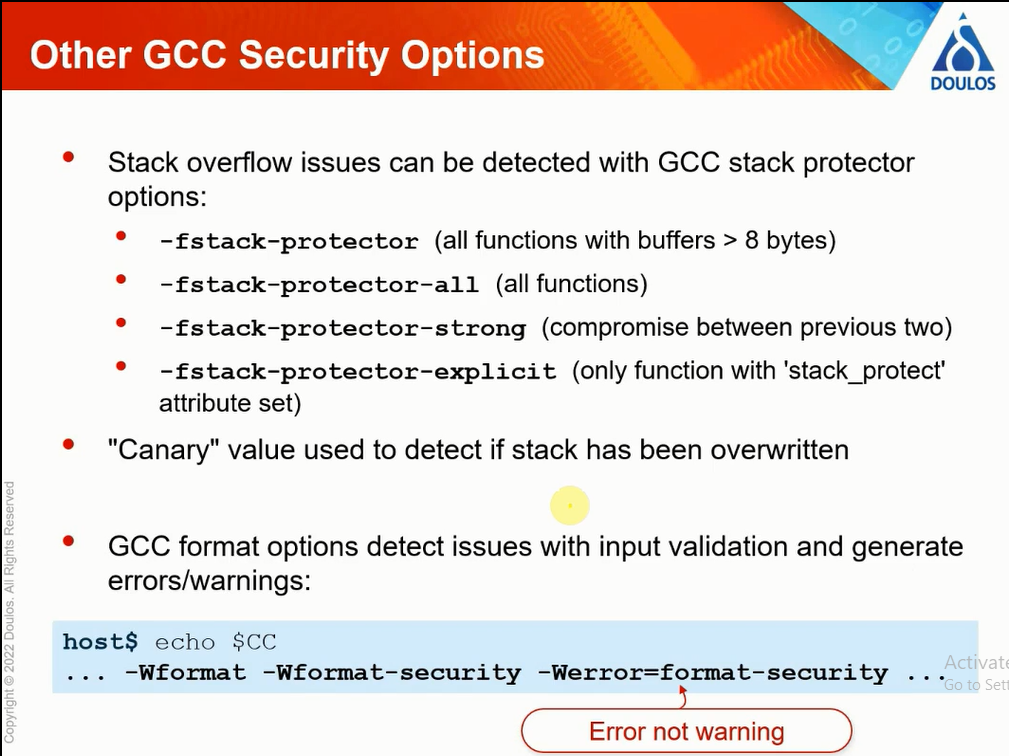 Other GCC Security Options
DOULOS
Stack overflow issues can be detected with GCC stack protector
options:
-fstack-protector (all functions with buffers > 8 bytes)
-fstack-protector-all (all functions)
-fstack-protector-strong (compromise between previous two)
-fstack-protector-explicit (only function with 'stack_protect'
attribute set)
"Canary" value used to detect if stack has been overwritten
GCC format options detect issues with input validation and generate
errors/warnings:
host$ echo $CC
... -Wformat -Wformat-security -Werror=format-security ...
Error not warning
Activate
Go to Sett
Copyright © 2022 Doulos. All Rights Reserved